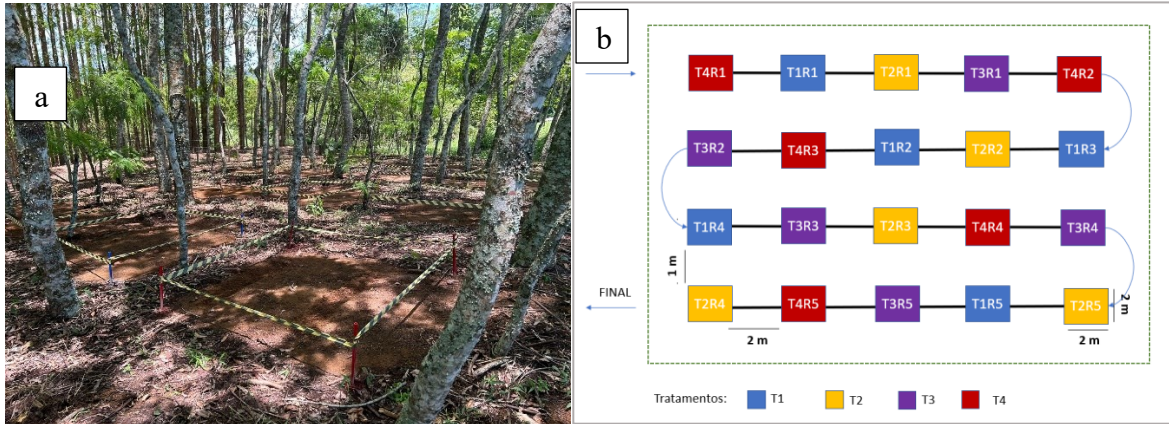 a
b
T4R1 T1R1 T2R1 T3R1 T4R2
T3R2 T4R3 T1R2 T2R2 T1R3
T1R4 T3R3 T2R3 T4R4 T3R4
1 m
FINAL
T2R4 T4R5 T3R5 T1R5 T2R5
2 m
2 m
2 m
Tratamentos: T1 T2 T3 T4